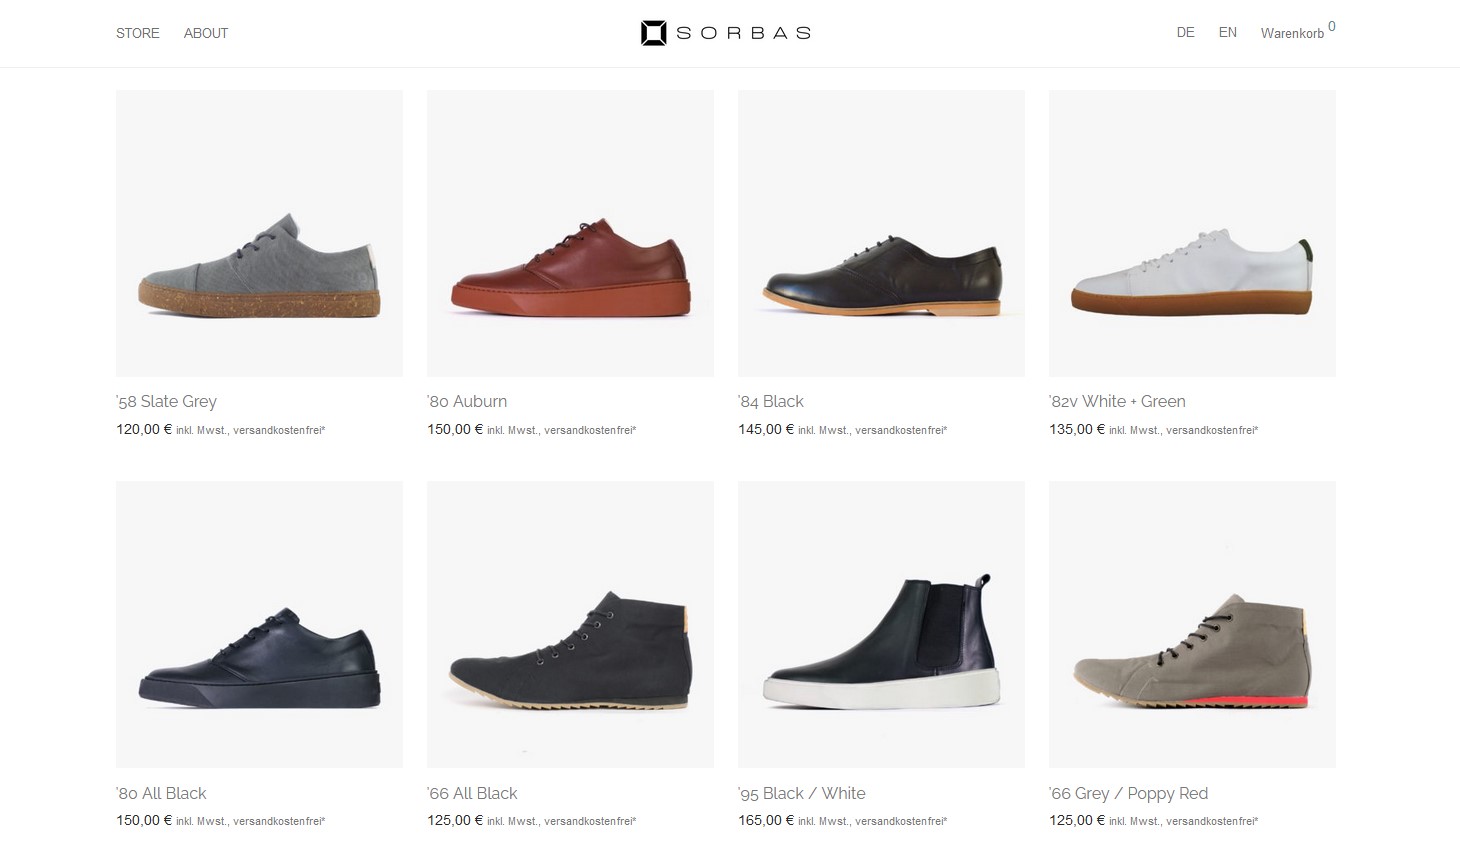 STORE ABOUT SORBAS DE EN Warenkorb 0
'58 Slate Grey
120,00 € inkl. Mwst., versandkostenfrei*
'80 Auburn
150,00 € inkl. Mwst., versandkostenfrei*
'84 Black
145,00 € inkl. Mwst., versandkostenfrei*
'82v White + Green
135,00 € inkl. Mwst., versandkostenfrei*
'80 All Black
150,00 € inkl. Mwst., versandkostenfrei*
'66 All Black
125,00 € inkl. Mwst., versandkostenfrei*
'95 Black / White
165,00 € inkl. Mwst., versandkostenfrei*
'66 Grey / Poppy Red
125,00 € inkl. Mwst., versandkostenfrei*